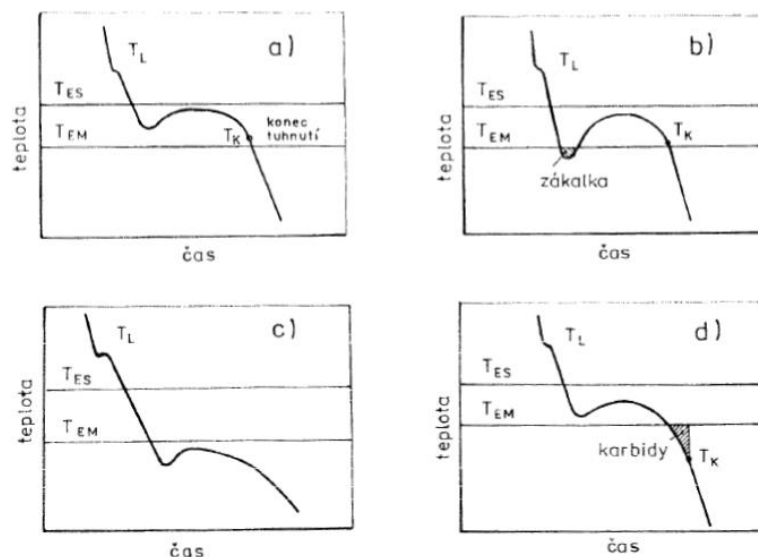 a)
T_L
T_ES
T_EM
T_K
konec
tuhnutí
teplota
čas
b)
T_L
T_ES
T_EM
T_K
zákalka
teplota
čas
c)
T_L
T_ES
T_EM
teplota
čas
d)
T_L
T_ES
T_EM
karbidy
T_K
teplota
čas